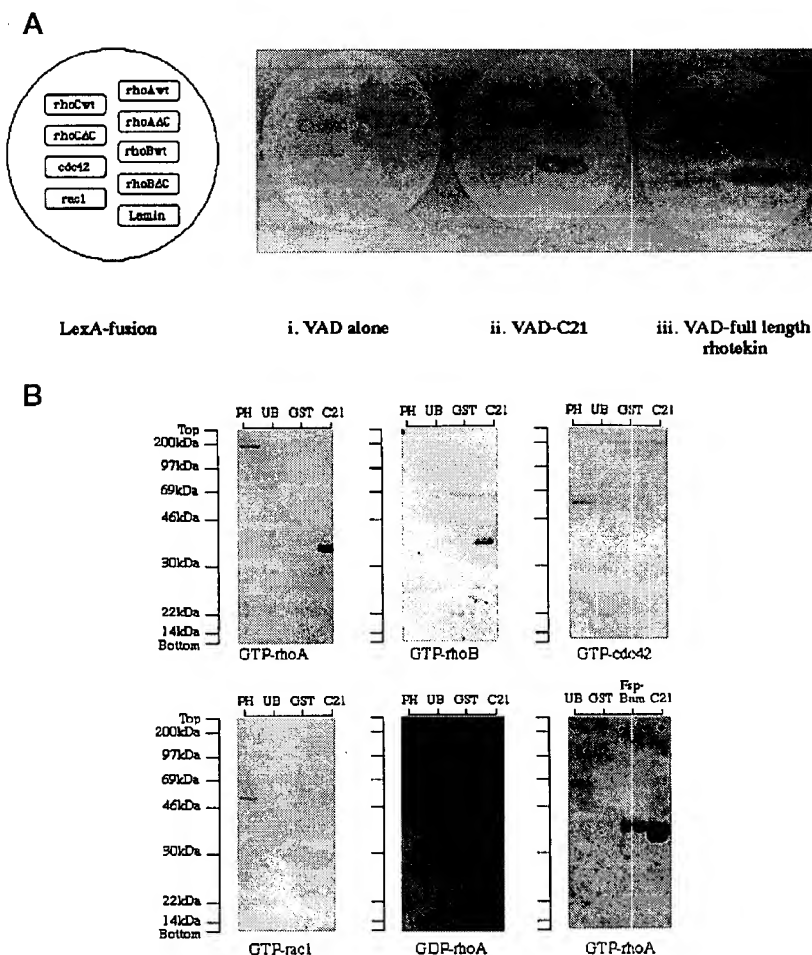 A
rhoCwt
rhoAwt
rhoCΔC
rhoAΔC
cdc42
rhoBwt
rac1
rhoBΔC
Lamin
LexA-fusion
i. VAD alone
ii. VAD-C21
iii. VAD-full length
rhotekin
B
PH UB GST C21
PH UB GST C21
PH UB GST C21
Top
200kDa
97kDa
69kDa
46kDa
30kDa
22kDa
14kDa
Bottom
GTP-rhoA
GTP-rhoB
GTP-cdc42
PH UB GST C21
PH UB GST C21
UB GST Fsp-Bnm C21
Top
200kDa
97kDa
69kDa
46kDa
30kDa
22kDa
14kDa
Bottom
GTP-rac1
GDP-rhoA
GTP-rhoA